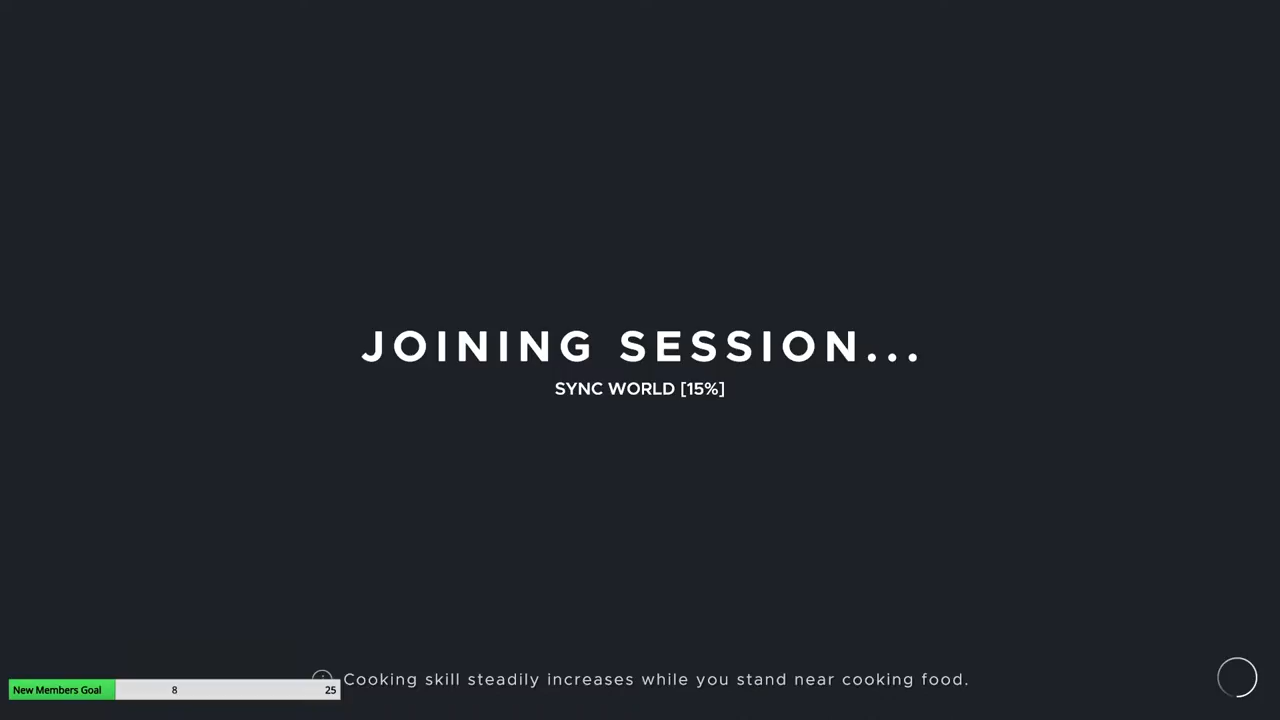 JOINING SESSION...
SYNC WORLD [15%]
Cooking skill steadily increases while you stand near cooking food.
New Members Goal 8 25